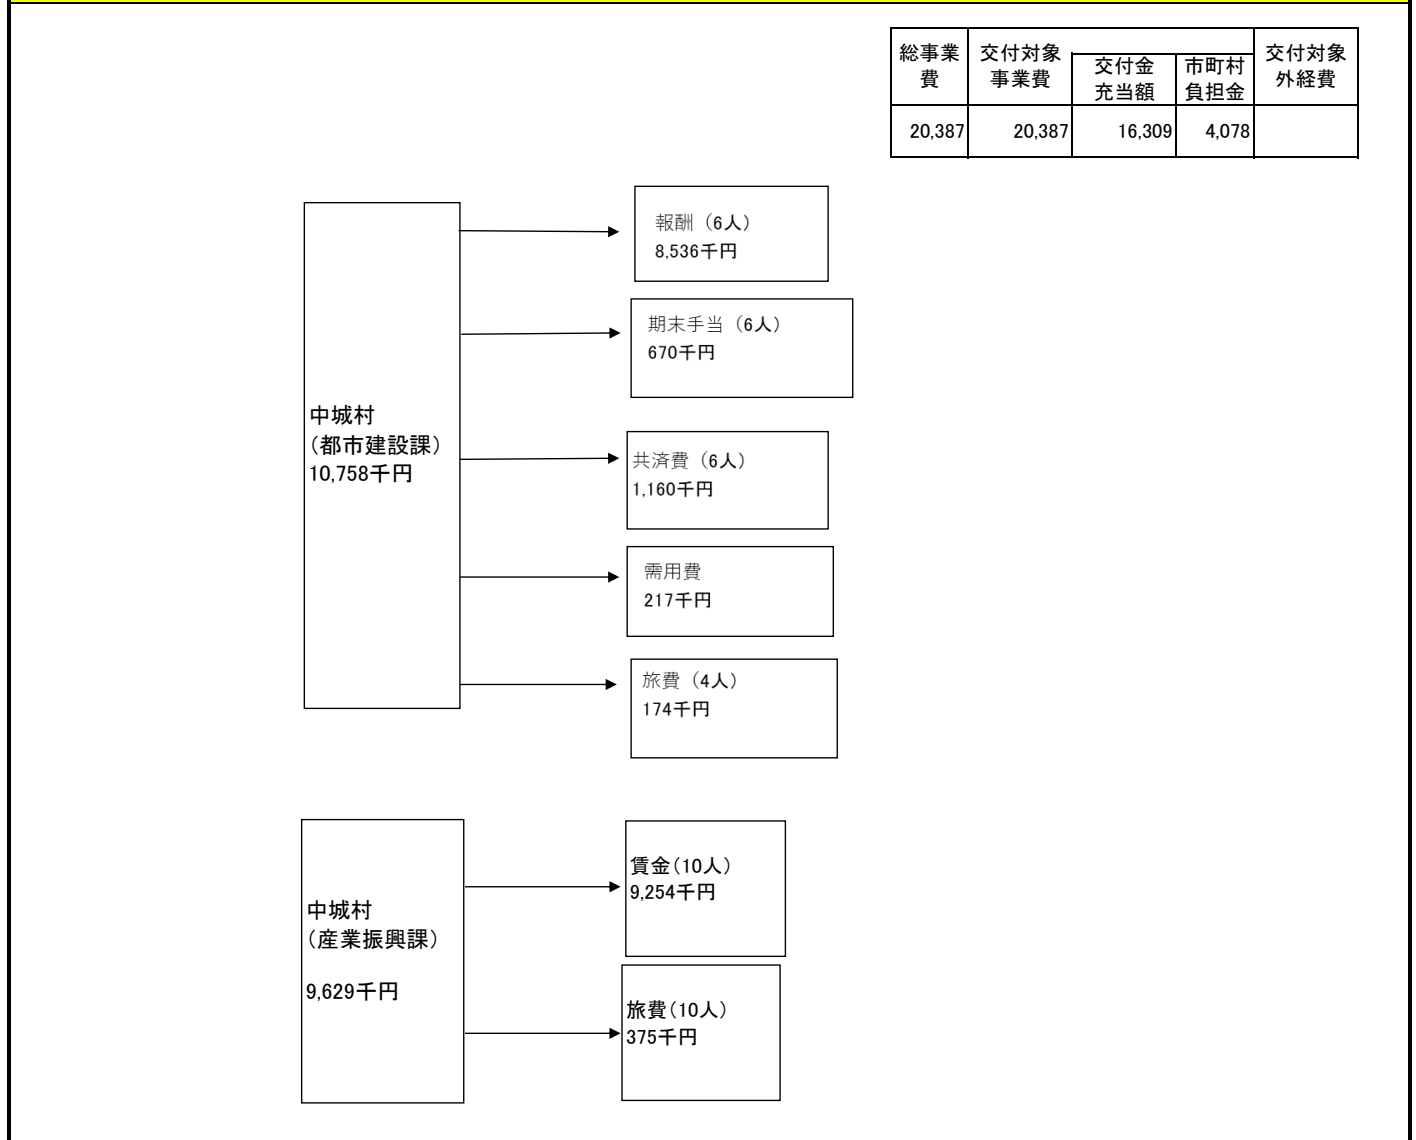 総事業費
交付対象事業費
交付金充当額
市町村負担金
交付対象外経費
20,387
20,387
16,309
4,078
中城村
（都市建設課）
10,758千円
報酬（6人）
8,536千円
期末手当（6人）
670千円
共済費（6人）
1,160千円
需用費
217千円
旅費（4人）
174千円
中城村
（産業振興課）
9,629千円
賃金（10人）
9,254千円
旅費（10人）
375千円